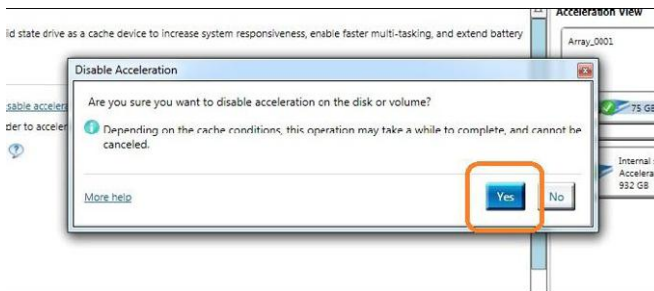 Acceleration View
id state drive as a cache device to increase system responsiveness, enable faster multi-tasking, and extend battery
Array_0001
Disable Acceleration
Are you sure you want to disable acceleration on the disk or volume?
sable acceler
75 GB
Depending on the cache conditions, this operation may take a while to complete, and cannot be
der to acceler
canceled.
Internal
Accelera
932 GB
More help
Yes
No